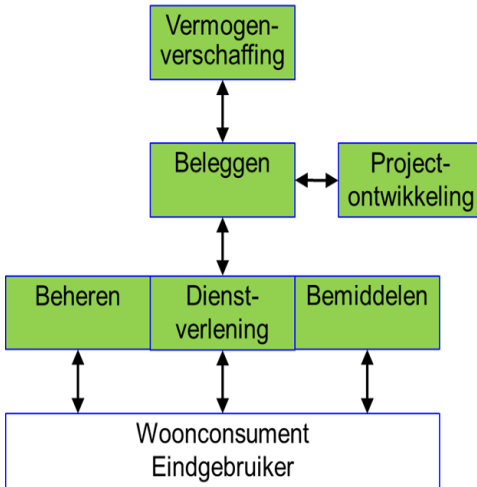 Vermogen-
verschaffing
Beleggen
Project-
ontwikkeling
Beheren
Dienst-
verlening
Bemiddelen
Woonconsument
Eindgebruiker